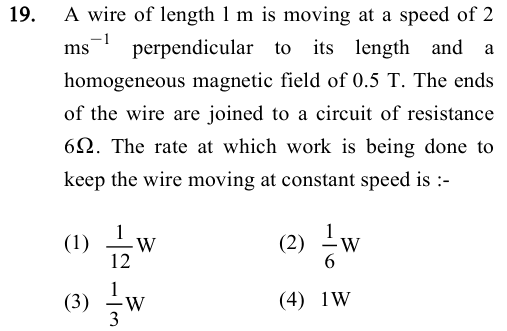 19. A wire of length 1 m is moving at a speed of 2
ms⁻¹ perpendicular to its length and a
homogeneous magnetic field of 0.5 T. The ends
of the wire are joined to a circuit of resistance
6Ω. The rate at which work is being done to
keep the wire moving at constant speed is :-
(1) 1/12 W (2) 1/6 W
(3) 1/3 W (4) 1W